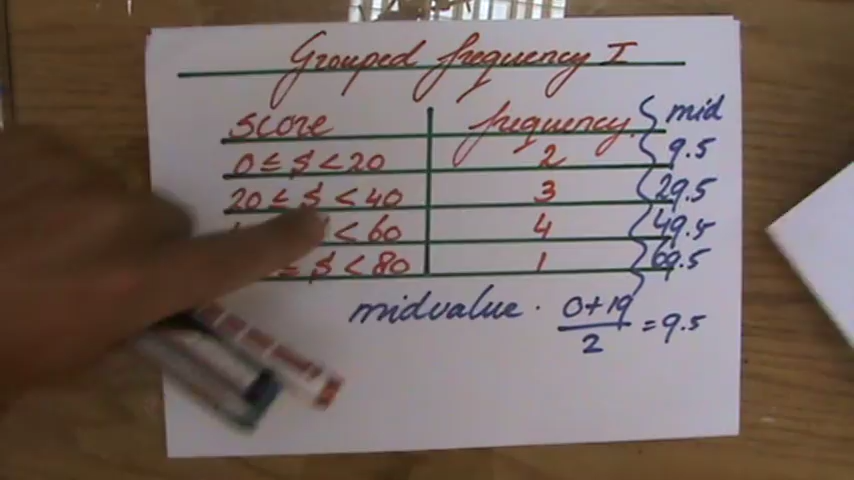 Grouped frequency I
score frequency mid
0 ≤ s < 20 2 9.5
20 ≤ s < 40 3 29.5
< 60 4 49.5
≤ s < 80 1 69.5
midvalue. 0+19 / 2 = 9.5